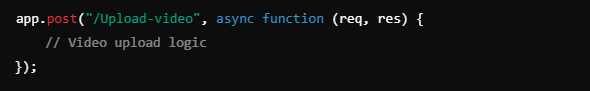 app.post("/Upload-video", async function (req, res) {
    // Video upload logic
});